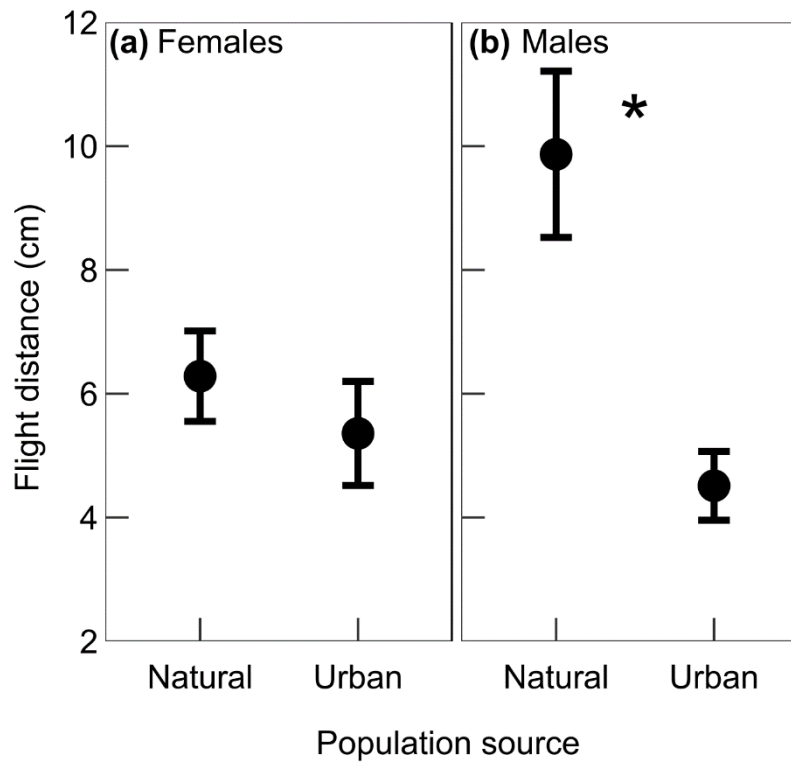 (a) Females
(b) Males
*
12
10
8
6
4
2
Flight distance (cm)
Natural Urban
Natural Urban
Population source